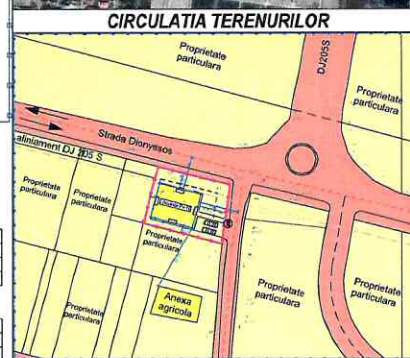 CIRCULATIA TERENURILOR
Proprietate
particulara
DJ205S
Proprietate
particulara
Strada Dionyssos
aliniament DJ 205 S
Proprietate
particulara
Proprietate
particulara
Proprietate
particulara
Proprietate
particulara
Proprietate
particulara
Proprietate
particulara
Anexa
agricola